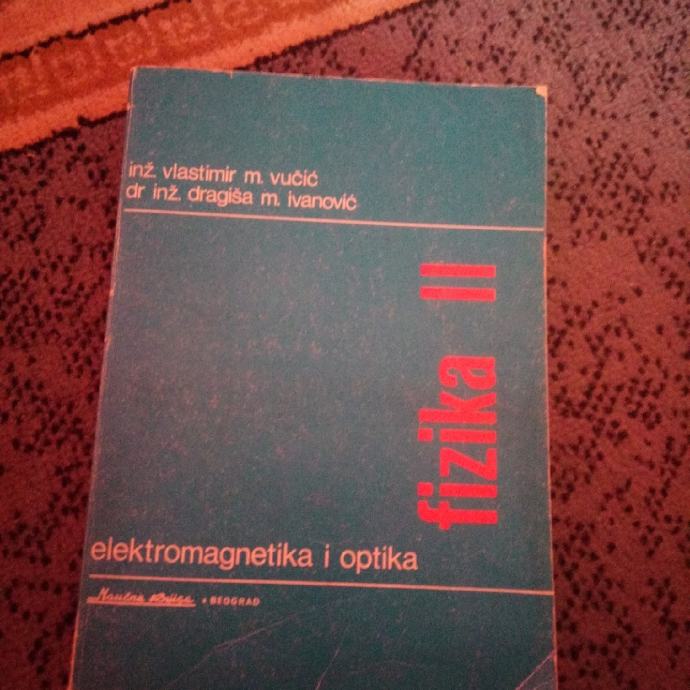 inž. vlastimir m. vučić
dr inž. dragiša m. ivanović
fizika II
elektromagnetika i optika
Naučna knjiga • BEOGRAD